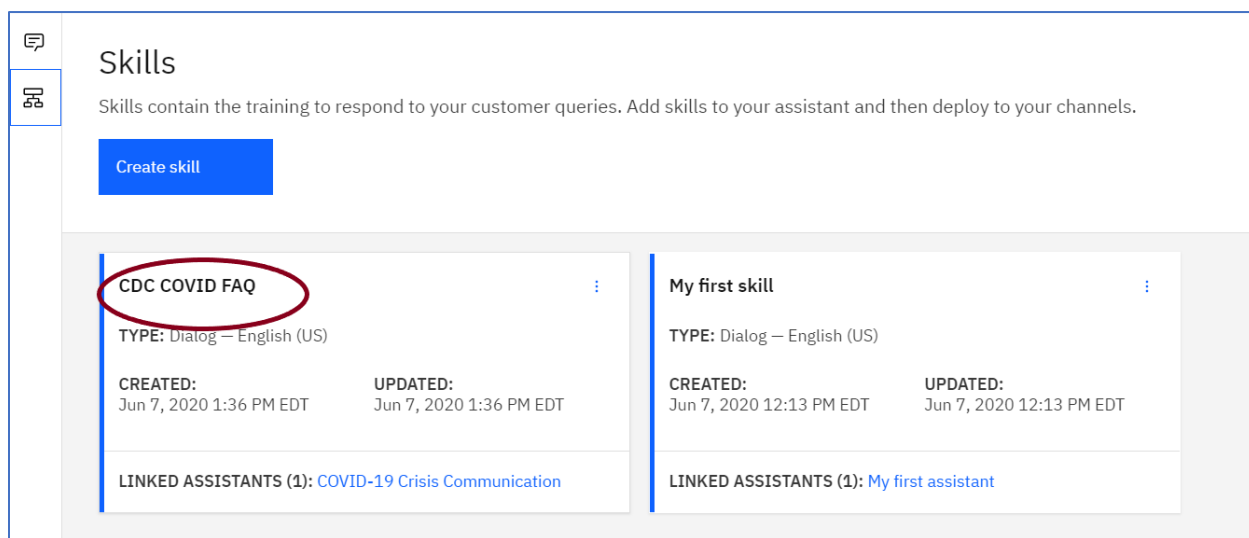 Skills
Skills contain the training to respond to your customer queries. Add skills to your assistant and then deploy to your channels.
Create skill
CDC COVID FAQ
TYPE: Dialog — English (US)
CREATED:
Jun 7, 2020 1:36 PM EDT
UPDATED:
Jun 7, 2020 1:36 PM EDT
LINKED ASSISTANTS (1): COVID-19 Crisis Communication
My first skill
TYPE: Dialog — English (US)
CREATED:
Jun 7, 2020 12:13 PM EDT
UPDATED:
Jun 7, 2020 12:13 PM EDT
LINKED ASSISTANTS (1): My first assistant